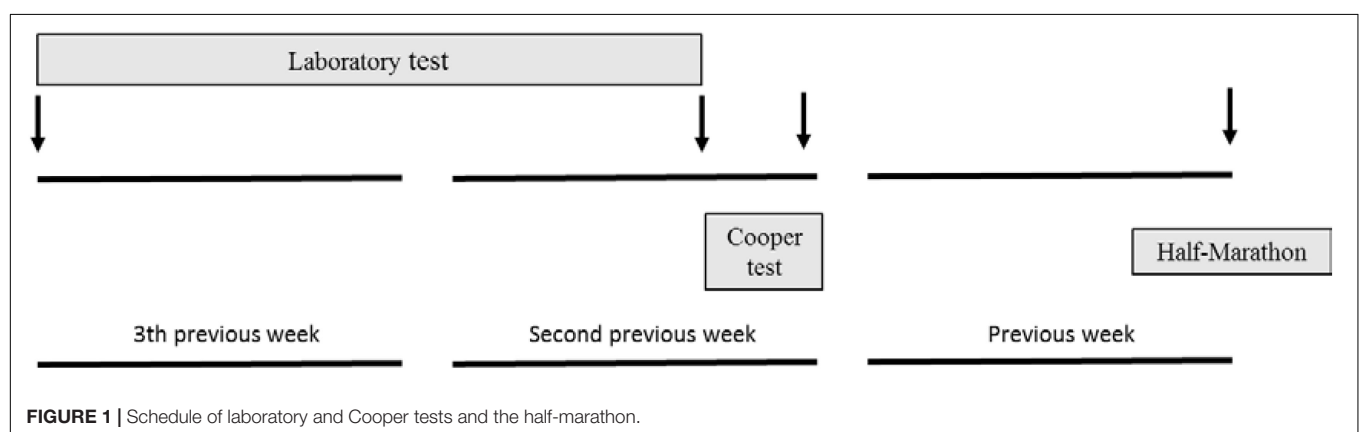 Laboratory test
Cooper
test
Half-Marathon
3th previous week
Second previous week
Previous week
FIGURE 1 | Schedule of laboratory and Cooper tests and the half-marathon.